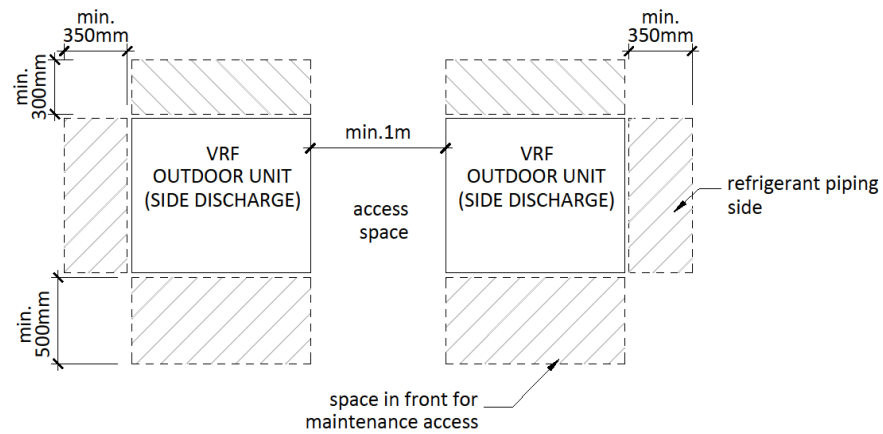 min.
350mm
min.
350mm
min.
300mm
min.1m
VRF
OUTDOOR UNIT
(SIDE DISCHARGE)
access
space
VRF
OUTDOOR UNIT
(SIDE DISCHARGE)
refrigerant piping
side
min.
500mm
space in front for
maintenance access